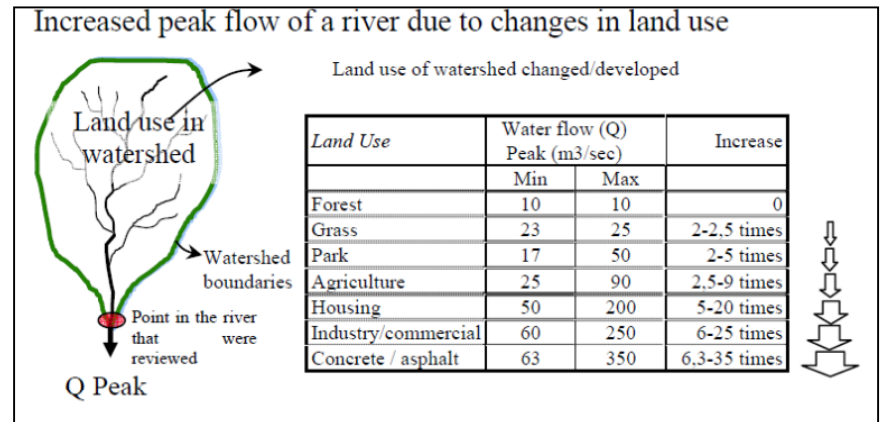 Increased peak flow of a river due to changes in land use
Land use of watershed changed/developed
Land use in
watershed
Watershed
boundaries
Point in the river
that were
reviewed
Q Peak
Land Use Water flow (Q) Increase
Peak (m3/sec)
Min Max
Forest 10 10 0
Grass 23 25 2-2,5 times
Park 17 50 2-5 times
Agriculture 25 90 2,5-9 times
Housing 50 200 5-20 times
Industry/commercial 60 250 6-25 times
Concrete / asphalt 63 350 6,3-35 times